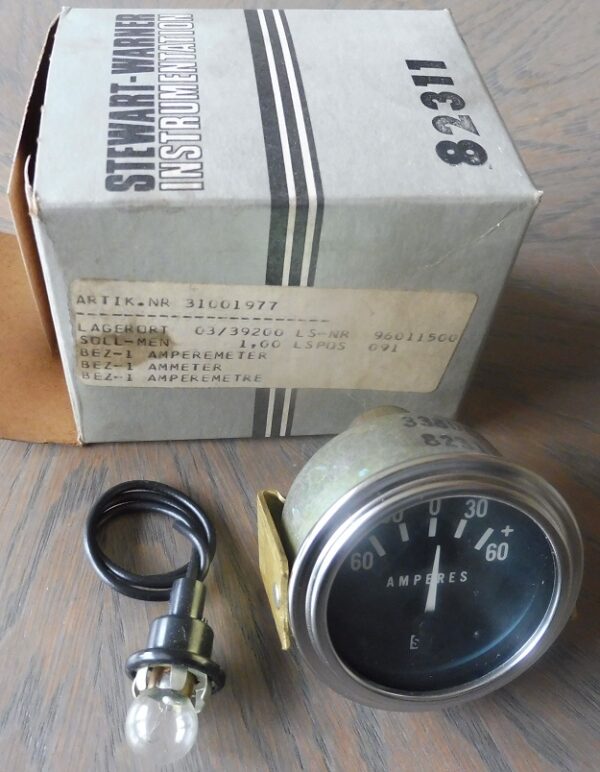 STEWART-WARNER
INSTRUMENTATION
82311
ARTIK.NR 31001977
--------------------
LAGERORT 03/39200 LS-NR 96011500
SOLL-MEN 1,00 LSPOS 091
BEZ-1 AMPEREMETER
BEZ-1 AMMETER
BEZ-1 AMPEREMETRE
60 30 0 30 + 60
AMPERES